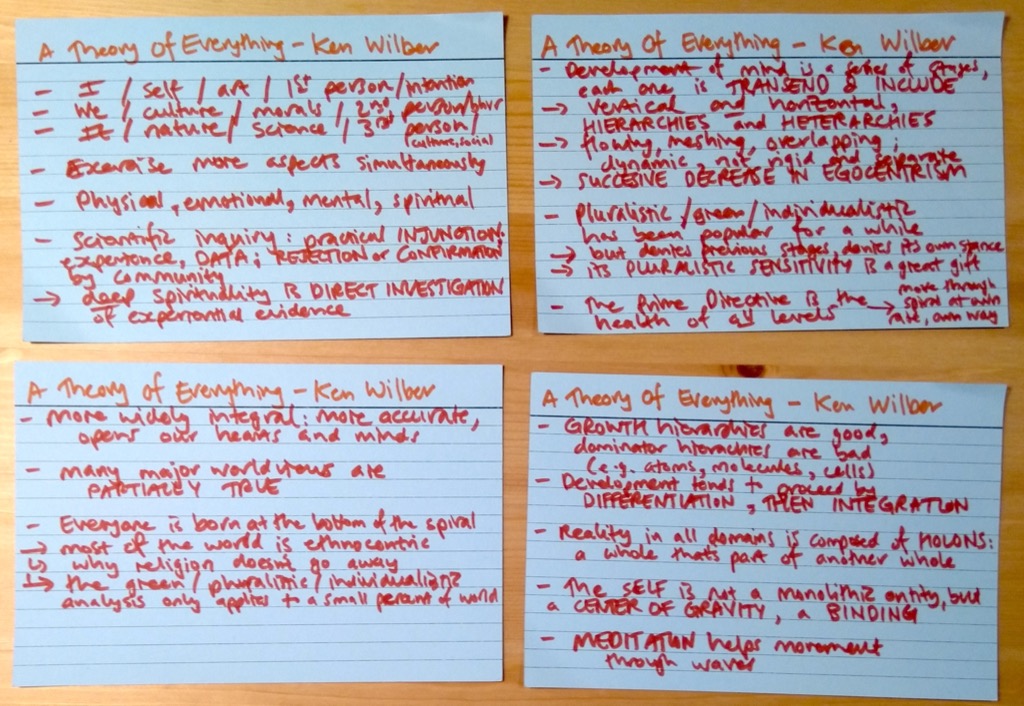 A Theory Of Everything - Ken Wilber
- I / self / art / 1st person/intention
- We / culture / morals / 2nd person/bhvr
- It / nature / science / 3rd person/
culture, social
- Exercise more aspects simultaneously
- Physical, emotional, mental, spiritual
- Scientific inquiry: practical INJUNCTION.
experience, DATA; REJECTION or CONFIRMATION
by community
→ deep spirituality is DIRECT INVESTIGATION
of experiential evidence
A Theory Of Everything - Ken Wilber
- Development of mind is a series of stages,
each one is TRANSEND & INCLUDE
→ vertical and horizontal,
HIERARCHIES and HETERARCHIES
→ flowing, meshing, overlapping;
dynamic, not rigid and separate
→ SUCCESIVE DECREASE IN EGOCENTRISM
- Pluralistic/green/individualistic
has been popular for a while
→ but denies previous stages, denies its own stance
→ its PLURALISTIC SENSITIVITY is a great gift
- The Prime Directive is the
health of all levels
→ move through
spiral at own
rate, own way
A Theory of Everything - Ken Wilber
- More widely integral: more accurate,
opens our hearts and minds
- many major worldviews are
PARTIALLY TRUE
- Everyone is born at the bottom of the spiral
→ most of the world is ethnocentric
↳ why religion doesn't go away
→ the green/pluralistic/individualistic
analysis only applies to a small percent of world
A Theory of Everything - Ken Wilber
- GROWTH hierarchies are good,
dominator hierachies are bad
(e.g. atoms, molecules, cells)
- Development tends to proceed by
DIFFERENTIATION, THEN INTEGRATION
- Reality in all domains is composed of HOLONS:
a whole thats part of another whole
- The SELF is not a monolithic entity, but
a CENTER OF GRAVITY, a BINDING
- MEDITATION helps movement
through waves